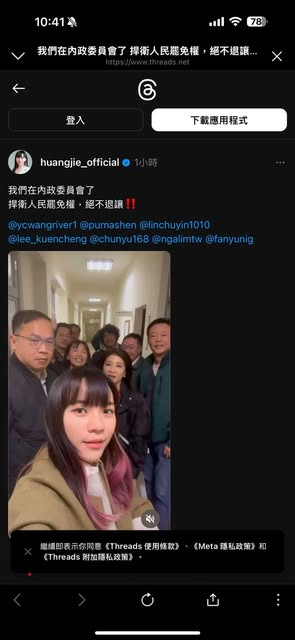 10:41
78
我們在內政委員會了 捍衛人民罷免權，絕不退讓...
https://www.threads.net
登入
下載應用程式
huangjie_official 1小時
我們在內政委員會了
捍衛人民罷免權，絕不退讓‼️
@ycwangriver1 @pumashen @linchuyin1010
@lee_kuencheng @chunyu168 @ngalimtw @fanyunig
繼續即表示你同意《Threads 使用條款》、《Meta 隱私政策》和
《Threads 附加隱私政策》。